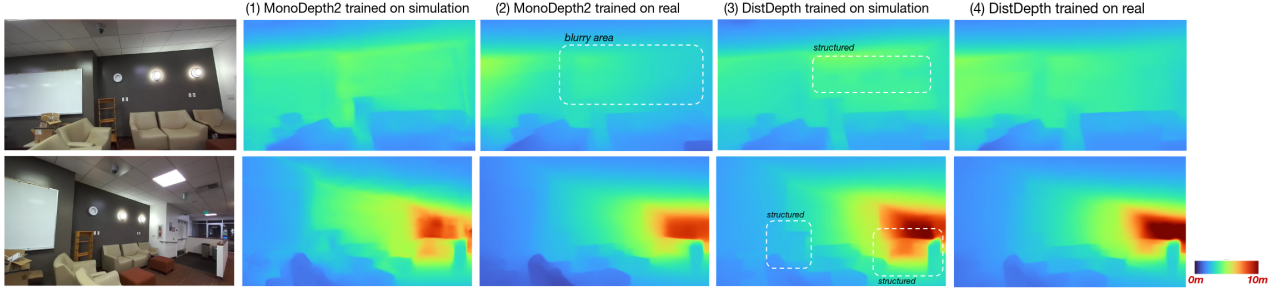 (1) MonoDepth2 trained on simulation
(2) MonoDepth2 trained on real
(3) DistDepth trained on simulation
(4) DistDepth trained on real
blurry area
structured
structured
structured
0m
10m